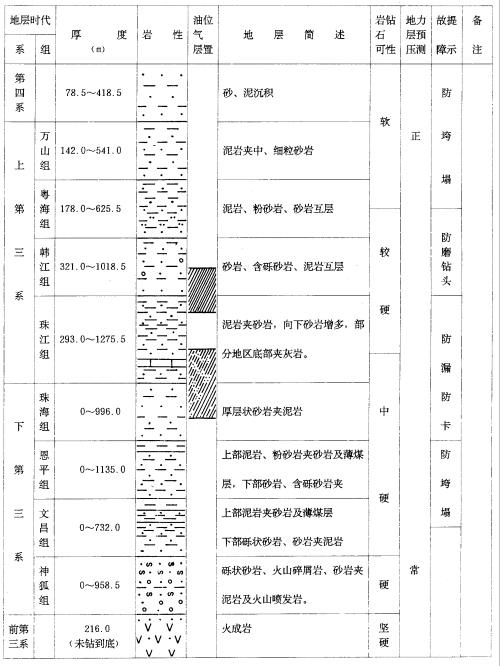 地层时代 厚度 (m) 岩性 油气层位置 地层简述 岩石可钻性 地层压力预测 故障提示 备注
系 组
第四系 78.5～418.5 砂、泥沉积 软 正常 防垮塌
上第三系 万山组 142.0～541.0 泥岩夹中、细粒砂岩
粤海组 178.0～625.5 泥岩、粉砂岩、砂岩互层 较硬 防磨钻头
韩江组 321.0～1018.5 砂岩、含砾砂岩、泥岩互层
珠江组 293.0～1275.5 泥岩夹砂岩，向下砂岩增多，部
分地区底部夹灰岩。 中硬 防漏防卡
下第三系 珠海组 0～996.0 厚层状砂岩夹泥岩
恩平组 0～1135.0 上部泥岩、粉砂岩夹砂岩及薄煤
层，下部砂岩、含砾砂岩夹 防垮塌
文昌组 0～732.0 上部泥岩夹砂岩及薄煤层
下部砾状砂岩、砂岩夹泥岩
神狐组 0～958.5 砾状砂岩、火山碎屑岩、砂岩夹
泥岩及火山喷发岩。 硬
前第三系 216.0 火成岩 坚硬
(未钻到底)